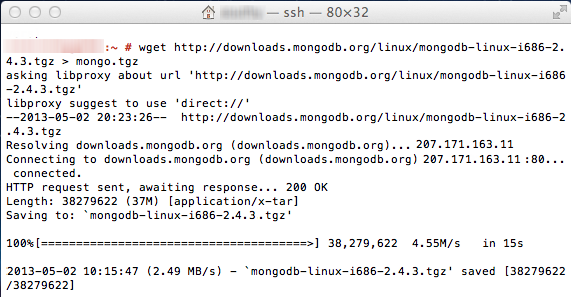 — ssh — 80×32
:~ # wget http://downloads.mongodb.org/linux/mongodb-linux-i686-2.
4.3.tgz > mongo.tgz
asking libproxy about url 'http://downloads.mongodb.org/linux/mongodb-linux-i686
-2.4.3.tgz'
libproxy suggest to use 'direct://'
--2013-05-02 20:23:26--  http://downloads.mongodb.org/linux/mongodb-linux-i686-2
.4.3.tgz
Resolving downloads.mongodb.org (downloads.mongodb.org)... 207.171.163.11
Connecting to downloads.mongodb.org (downloads.mongodb.org) 207.171.163.11 :80...
 connected.
HTTP request sent, awaiting response... 200 OK
Length: 38279622 (37M) [application/x-tar]
Saving to: `mongodb-linux-i686-2.4.3.tgz'
100%[======================================>] 38,279,622  4.55M/s   in 15s
2013-05-02 10:15:47 (2.49 MB/s) - `mongodb-linux-i686-2.4.3.tgz' saved [38279622
/38279622]